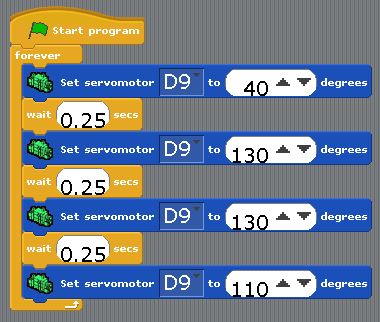 Start program
forever
Set servomotor D9 to 40 degrees
wait 0.25 secs
Set servomotor D9 to 130 degrees
wait 0.25 secs
Set servomotor D9 to 130 degrees
wait 0.25 secs
Set servomotor D9 to 110 degrees